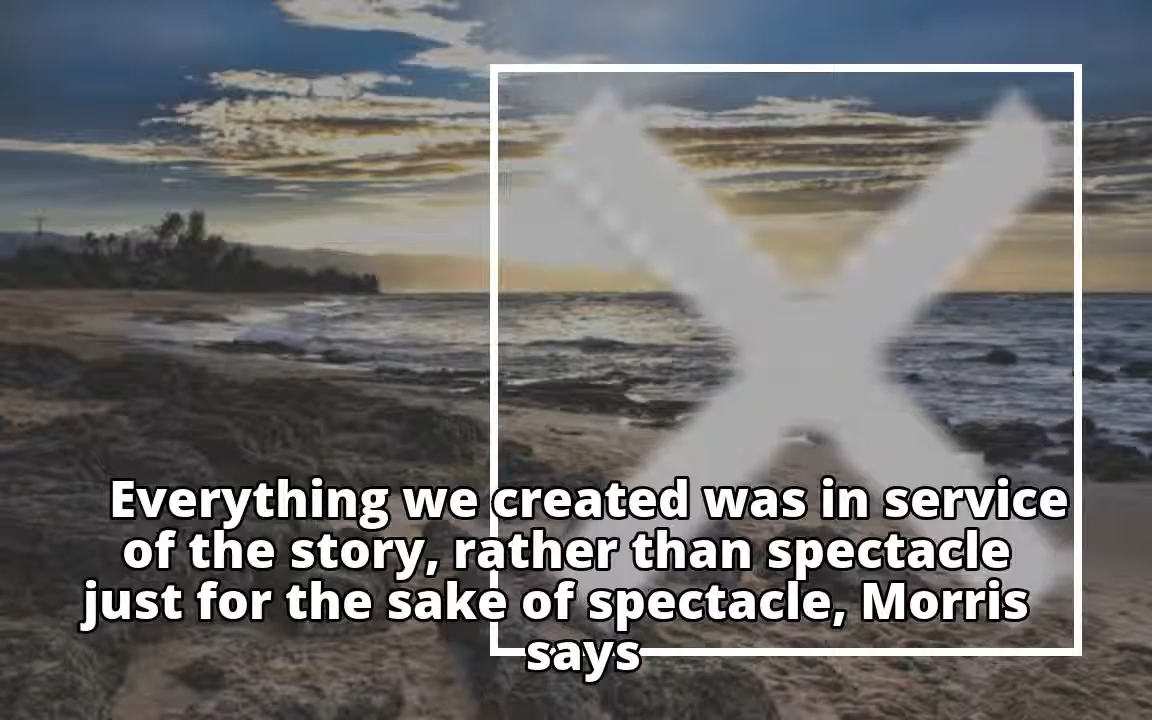 Everything we created was in service
of the story, rather than spectacle
just for the sake of spectacle, Morris
says